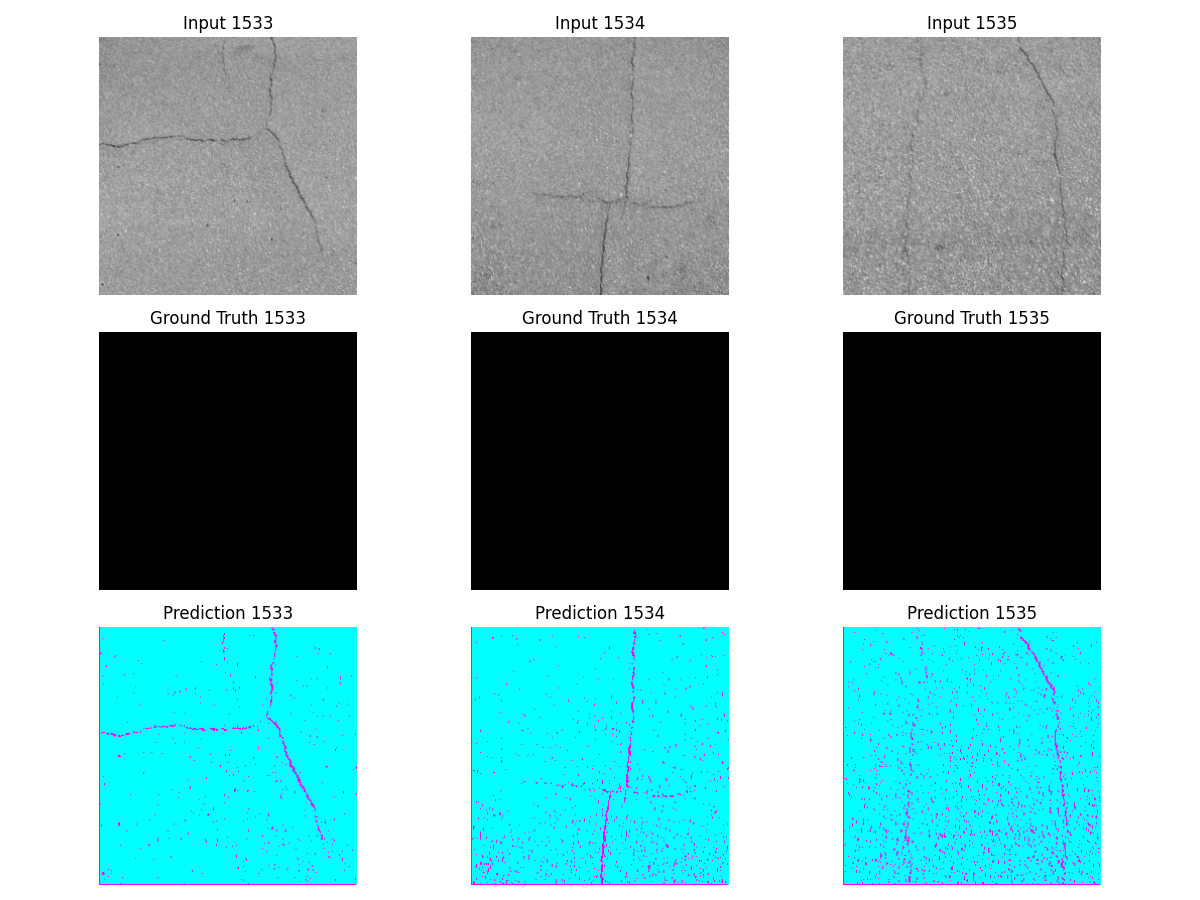 Input 1533
Input 1534
Input 1535
Ground Truth 1533
Ground Truth 1534
Ground Truth 1535
Prediction 1533
Prediction 1534
Prediction 1535